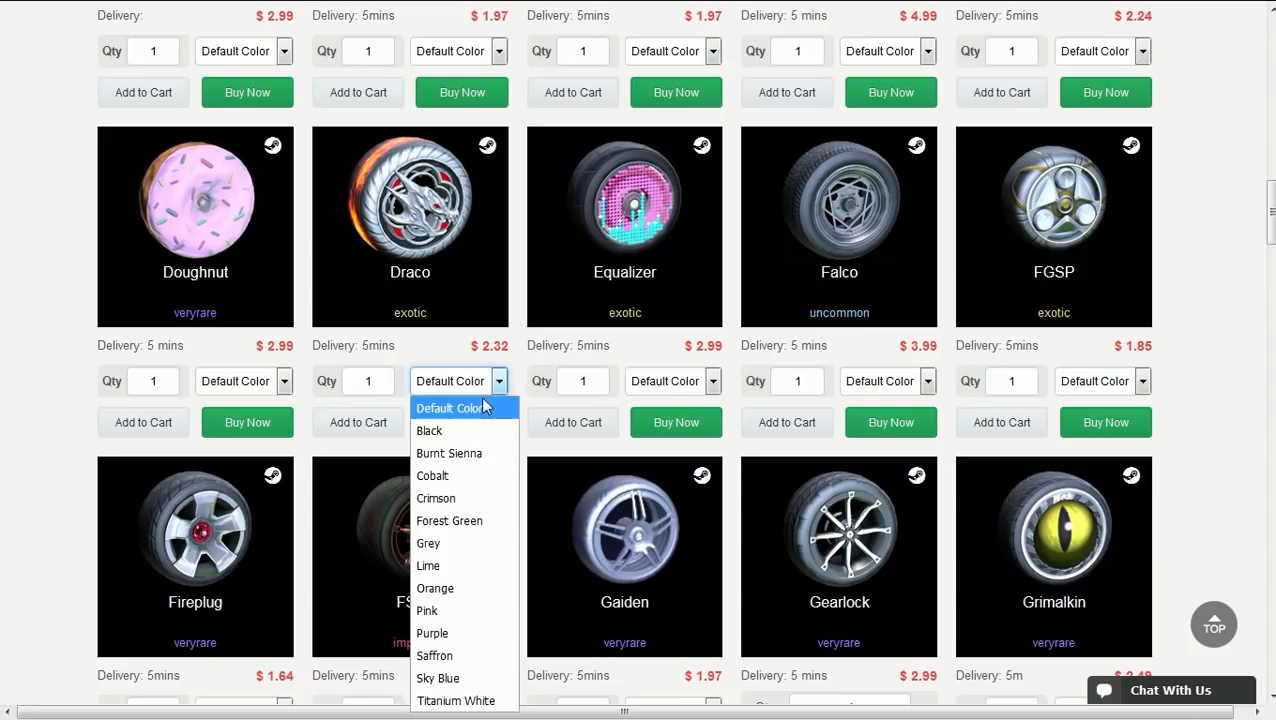 Delivery: $ 2.99 Delivery: 5mins $ 1.97 Delivery: 5mins $ 1.97 Delivery: 5 mins $ 4.99 Delivery: 5mins $ 2.24
Qty 1 Default Color Qty 1 Default Color Qty 1 Default Color Qty 1 Default Color Qty 1 Default Color
Add to Cart Buy Now Add to Cart Buy Now Add to Cart Buy Now Add to Cart Buy Now Add to Cart Buy Now
Doughnut Draco Equalizer Falco FGSP
veryrare exotic exotic uncommon exotic
Delivery: 5 mins $ 2.99 Delivery: 5mins $ 2.32 Delivery: 5mins $ 2.99 Delivery: 5 mins $ 3.99 Delivery: 5mins $ 1.85
Qty 1 Default Color Qty 1 Default Color Qty 1 Default Color Qty 1 Default Color Qty 1 Default Color
Add to Cart Buy Now Add to Cart Add to Cart Buy Now Add to Cart Buy Now Add to Cart Buy Now
Default Color
Black
Burnt Sienna
Cobalt
Crimson
Forest Green
Grey
Lime
Orange
Pink
Purple
Saffron
Sky Blue
Titanium White
Fireplug Gaiden Gearlock Grimalkin
veryrare veryrare veryrare veryrare
Delivery: 5mins $ 1.64 Delivery: 5mins $ 1.97 Delivery: 5mins $ 2.99 Delivery: 5m
TOP
Chat With Us